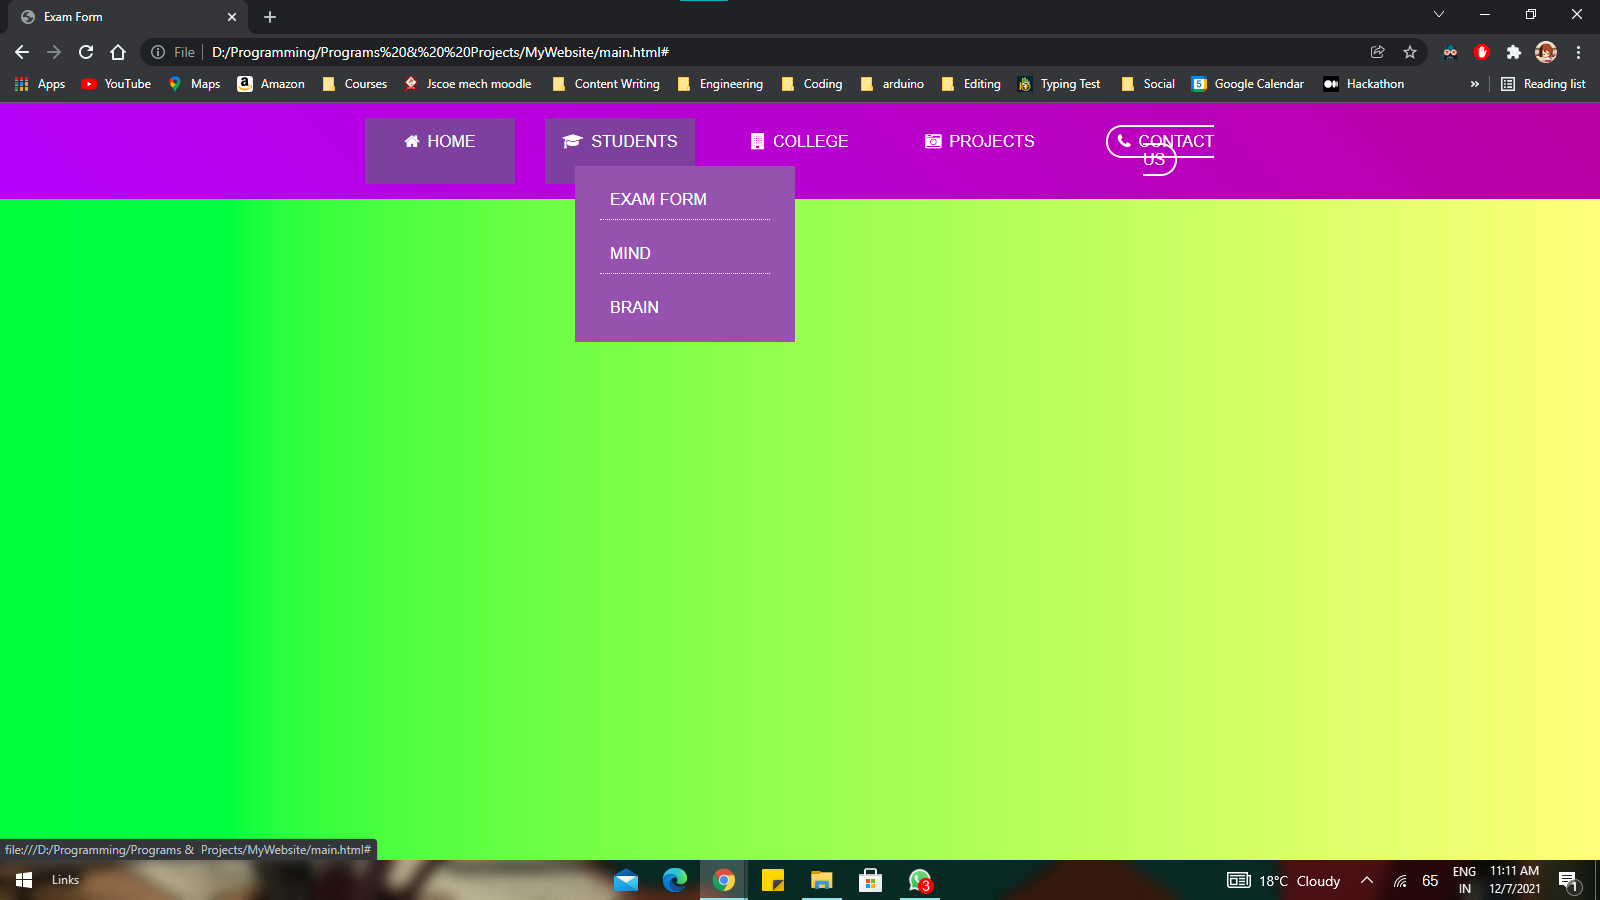 Exam Form
File
D:/Programming/Programs%20&%20%20Projects/MyWebsite/main.html#
Apps YouTube Maps Amazon Courses Jscoe mech moodle Content Writing Engineering Coding arduino Editing Typing Test Social 5 Google Calendar Hackathon » Reading list
HOME STUDENTS COLLEGE PROJECTS CONTACT
US
EXAM FORM
MIND
BRAIN
file:///D:/Programming/Programs & Projects/MyWebsite/main.html#
Links 3 18°C Cloudy 65
ENG
IN
11:11 AM
12/7/2021
1